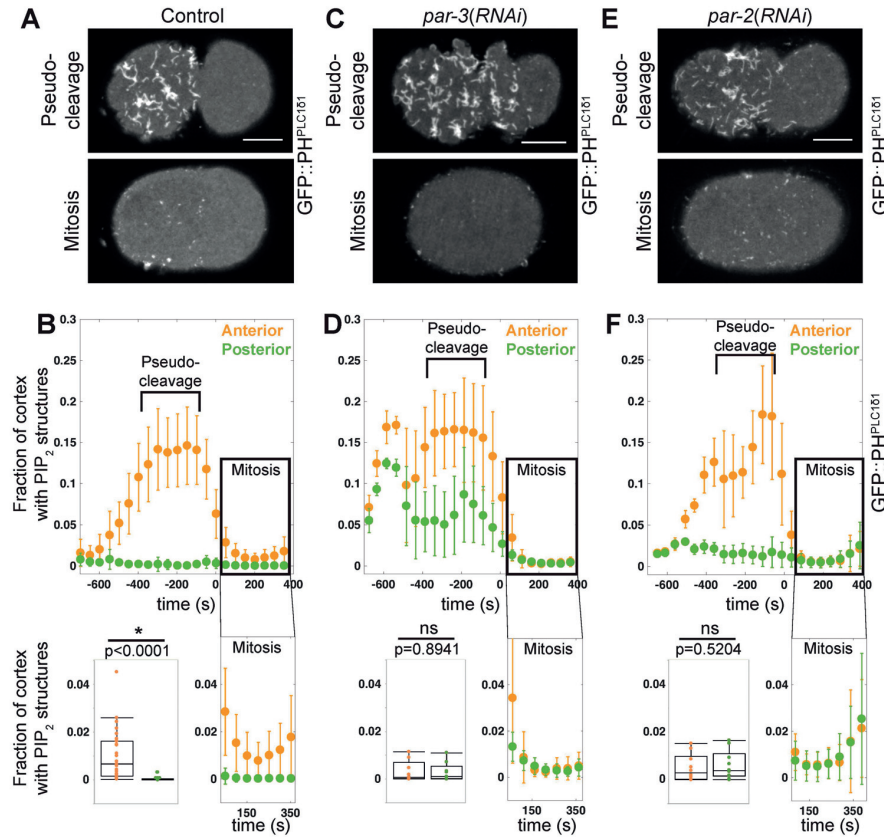 A
Control
C
par-3(RNAi)
E
par-2(RNAi)
Pseudo-
cleavage
Mitosis
GFP::PH^PLC1δ1
Pseudo-
cleavage
Mitosis
GFP::PH^PLC1δ1
Pseudo-
cleavage
Mitosis
GFP::PH^PLC1δ1
B
0.3
0.25
0.2
0.15
0.1
0.05
0
Fraction of cortex
with PIP2 structures
Anterior
Posterior
Pseudo-
cleavage
Mitosis
-600 -400 -200 0 200 400
time (s)
*
p<0.0001
0.04
0.02
0
Fraction of cortex
with PIP2 structures
Mitosis
0.04
0.02
0
150 350
time (s)
D
0.3
0.25
0.2
0.15
0.1
0.05
0
Pseudo-
cleavage
Anterior
Posterior
Mitosis
-600 -400 -200 0 200 400
time (s)
ns
p=0.8941
0.04
0.02
0
Mitosis
0.04
0.02
0
150 350
time (s)
F
0.3
0.25
0.2
0.15
0.1
0.05
0
Pseudo-
cleavage
Anterior
Posterior
Mitosis
-600 -400 -200 0 200 400
time (s)
GFP::PH^PLC1δ1
ns
p=0.5204
0.04
0.02
0
Mitosis
0.04
0.02
0
150 350
time (s)